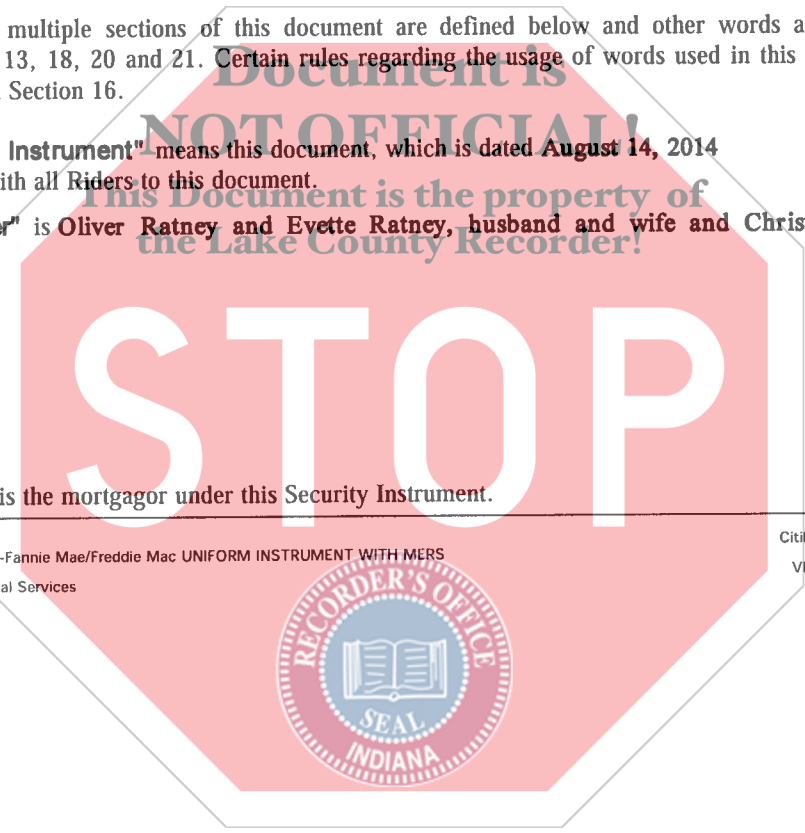 multiple sections of this document are defined below and other words a
13, 18, 20 and 21. Certain rules regarding the usage of words used in this
Section 16.
Document is
NOT OFFICIAL!
Instrument" means this document, which is dated August 14, 2014
ith all Riders to this document.
This Document is the property of
the Lake County Recorder!
er" is Oliver Ratney and Evette Ratney, husband and wife and Chris
STOP
is the mortgagor under this Security Instrument.
-Fannie Mae/Freddie Mac UNIFORM INSTRUMENT WITH MERS
al Services
Citi
VI
RECORDER'S OFFICE
SEAL
INDIANA